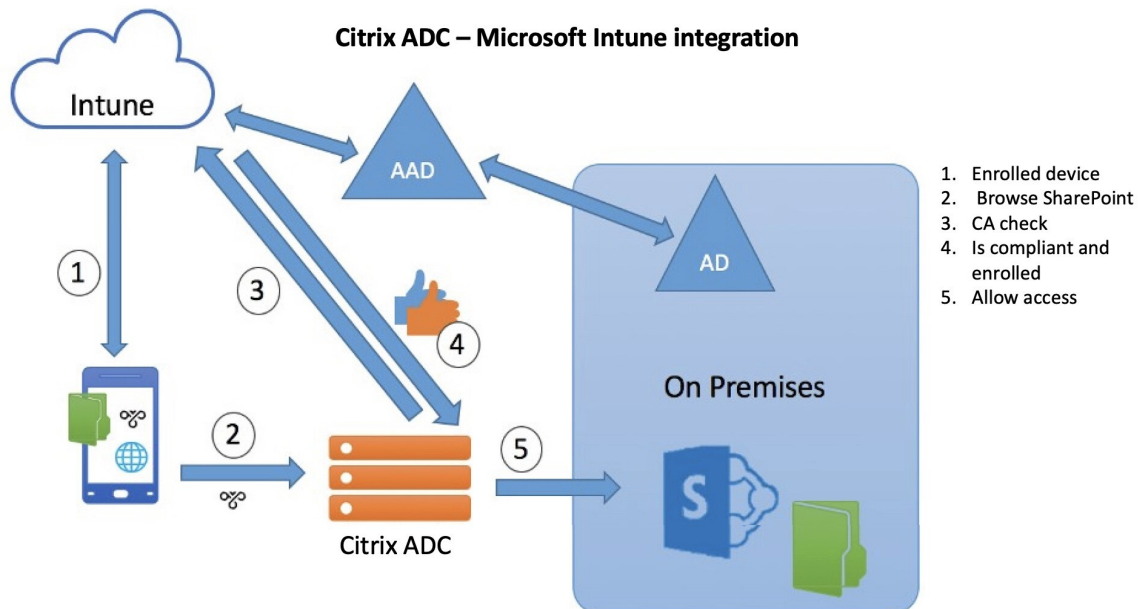 Citrix ADC – Microsoft Intune integration
Intune
AAD
AD
1. Enrolled device
2. Browse SharePoint
3. CA check
4. Is compliant and
enrolled
5. Allow access
1
3
4
On Premises
2
5
S
Citrix ADC